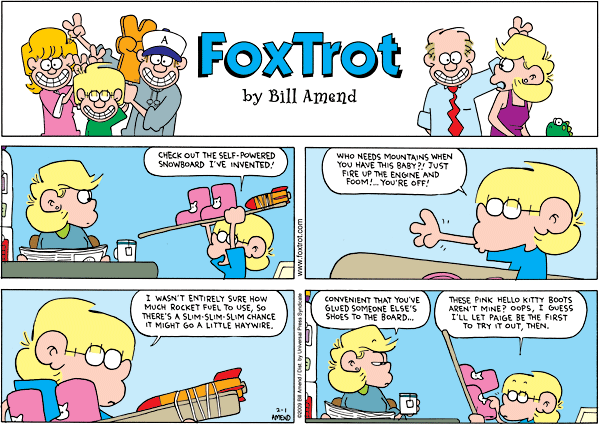 FoxTrot
by Bill Amend
A
CHECK OUT THE SELF-POWERED
SNOWBOARD I'VE INVENTED!
WHO NEEDS MOUNTAINS WHEN
YOU HAVE THIS BABY?! JUST
FIRE UP THE ENGINE AND
FOOM!... YOU'RE OFF!
www.foxtrot.com
I WASN'T ENTIRELY SURE HOW
MUCH ROCKET FUEL TO USE, SO
THERE'S A SLIM-SLIM-SLIM CHANCE
IT MIGHT GO A LITTLE HAYWIRE.
2-1
AMEND
©2009 Bill Amend / Dist. by Universal Press Syndicate
CONVENIENT THAT YOU'VE
GLUED SOMEONE ELSE'S
SHOES TO THE BOARD...
THESE PINK HELLO KITTY BOOTS
AREN'T MINE? OOPS, I GUESS
I'LL LET PAIGE BE THE FIRST
TO TRY IT OUT, THEN.